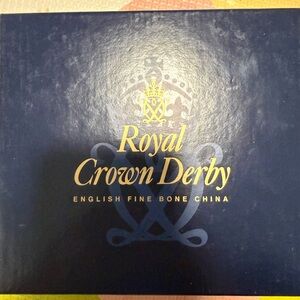 Royal
Crown Derby
ENGLISH FINE BONE CHINA